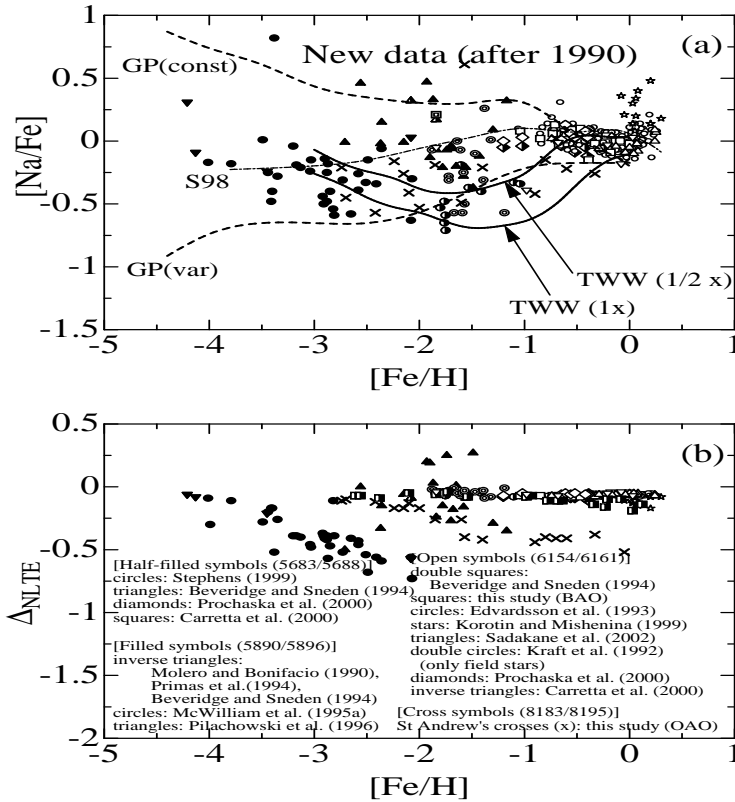 1
0.5
0
-0.5
-1
-1.5
[Na/Fe]
GP(const)
New data (after 1990)
(a)
S98
GP(var)
TWW (1/2 x)
TWW (1x)
-5 -4 -3 -2 -1 0 1
[Fe/H]
0.5
0
-0.5
-1
-1.5
-2
ΔNLTE
(b)
[Half-filled symbols (5683/5688)]
circles: Stephens (1999)
triangles: Beveridge and Sneden (1994)
diamonds: Prochaska et al. (2000)
squares: Carretta et al. (2000)
[Filled symbols (5890/5896)]
inverse triangles:
Molero and Bonifacio (1990),
Primas et al.(1994),
Beveridge and Sneden (1994)
circles: McWilliam et al. (1995a)
triangles: Pilachowski et al. (1996)
[Open symbols (6154/6161)]
double squares:
Beveridge and Sneden (1994)
squares: this study (BAO)
circles: Edvardsson et al. (1993)
stars: Korotin and Mishenina (1999)
triangles: Sadakane et al. (2002)
double circles: Kraft et al. (1992)
(only field stars)
diamonds: Prochaska et al. (2000)
inverse triangles: Carretta et al. (2000)
[Cross symbols (8183/8195)]
St Andrew's crosses (x): this study (OAO)
-5 -4 -3 -2 -1 0 1
[Fe/H]